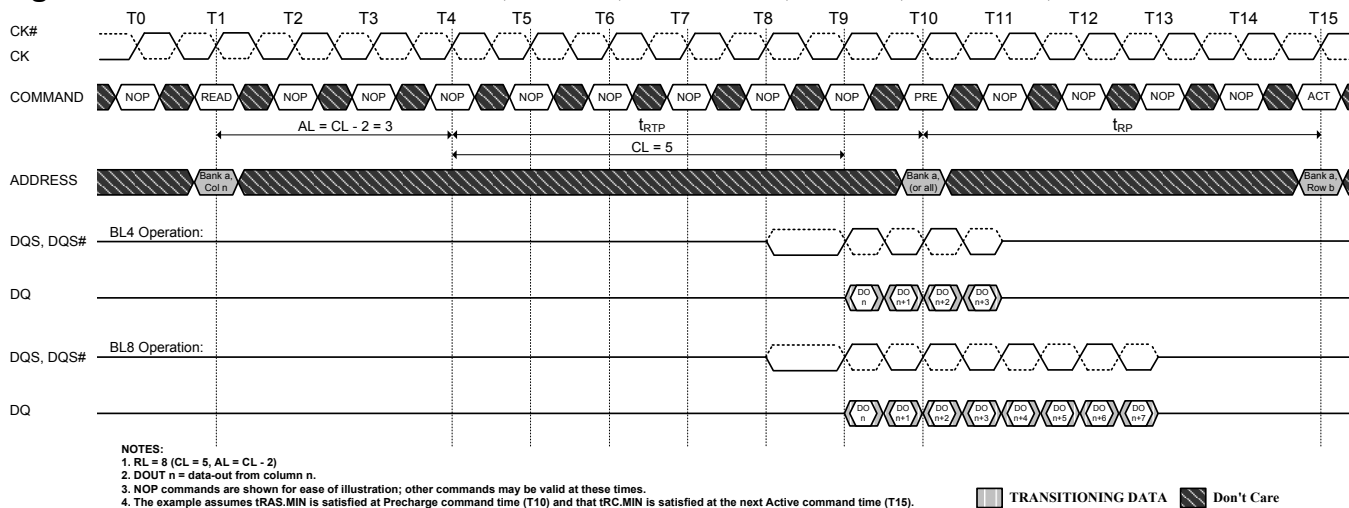 T0 T1 T2 T3 T4 T5 T6 T7 T8 T9 T10 T11 T12 T13 T14 T15
CK#
CK
COMMAND NOP READ NOP NOP NOP NOP NOP NOP NOP NOP PRE NOP NOP NOP NOP ACT
AL = CL - 2 = 3 tRTP tRP
CL = 5
ADDRESS Bank a, Col n Bank a, (or all) Bank a, Row b
BL4 Operation:
DQS, DQS#
DQ DO n DO n+1 DO n+2 DO n+3
BL8 Operation:
DQS, DQS#
DQ DO n DO n+1 DO n+2 DO n+3 DO n+4 DO n+5 DO n+6 DO n+7
NOTES:
1. RL = 8 (CL = 5, AL = CL - 2)
2. DOUT n = data-out from column n.
3. NOP commands are shown for ease of illustration; other commands may be valid at these times.
4. The example assumes tRAS.MIN is satisfied at Precharge command time (T10) and that tRC.MIN is satisfied at the next Active command time (T15).
TRANSITIONING DATA Don't Care